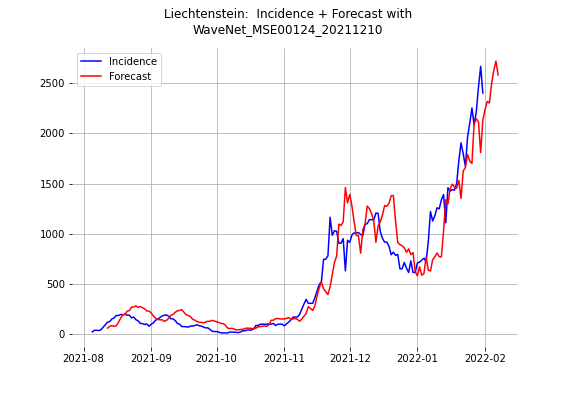 Liechtenstein:  Incidence + Forecast with
WaveNet_MSE00124_20211210
Incidence
Forecast
2500
2000
1500
1000
500
0
2021-08 2021-09 2021-10 2021-11 2021-12 2022-01 2022-02